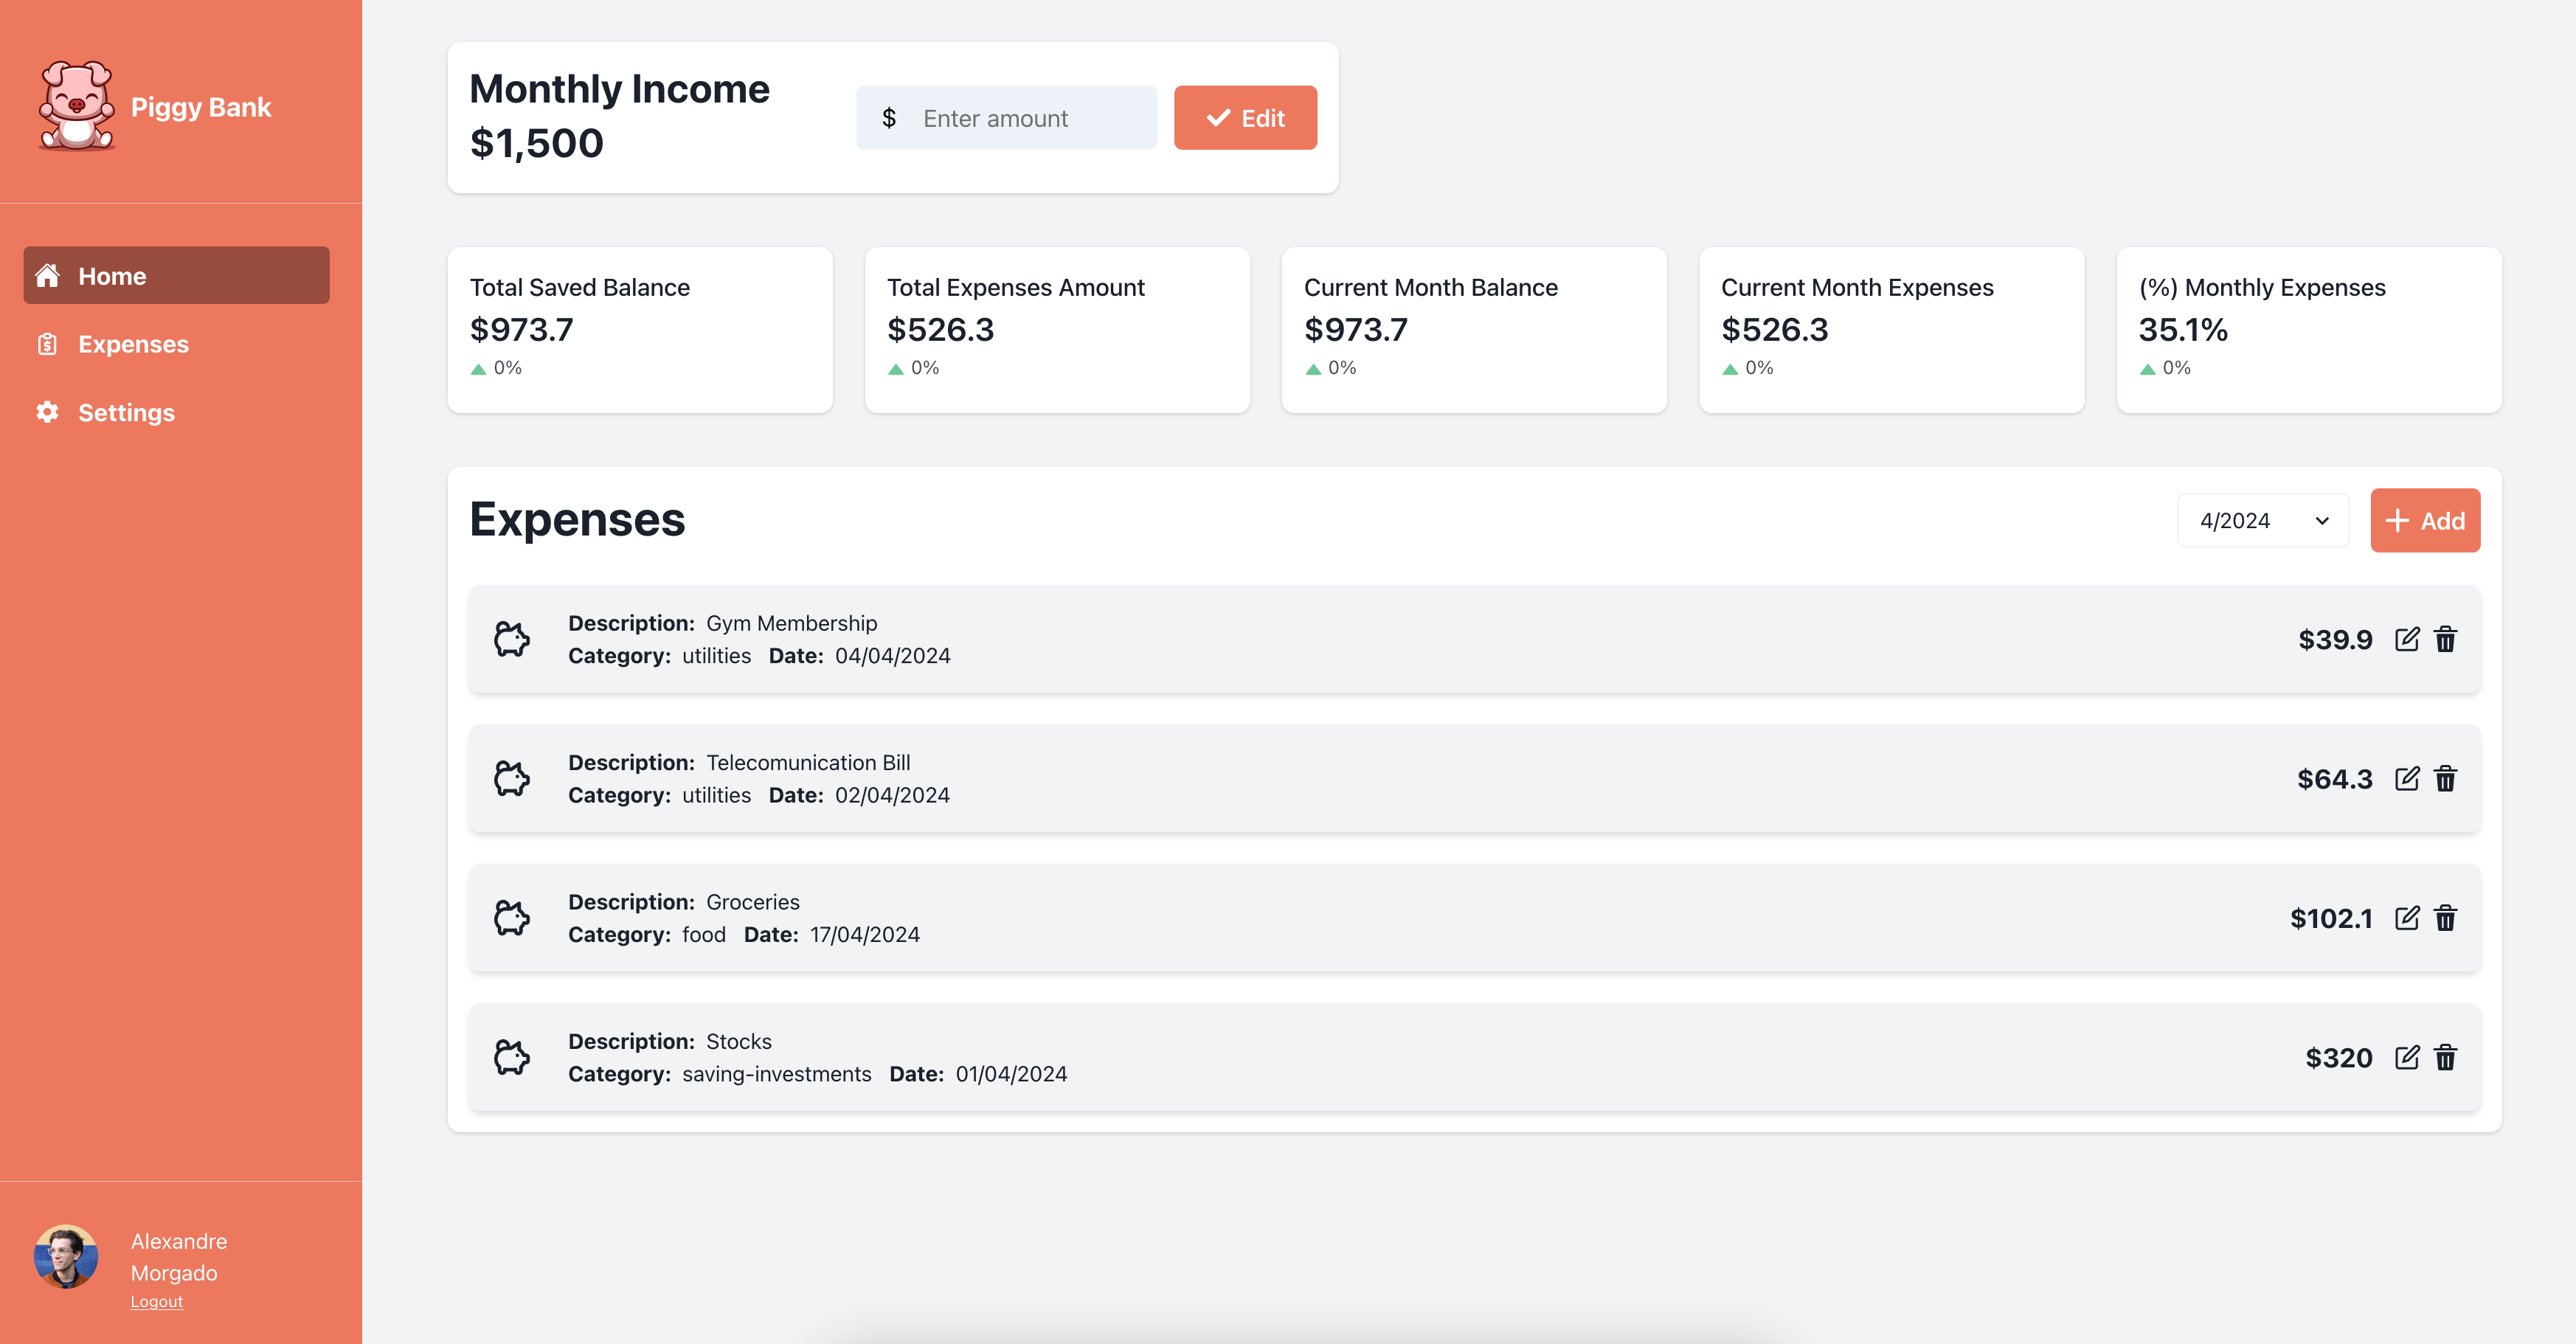 Piggy Bank
Home
Expenses
Settings
Alexandre
Morgado
Logout
Monthly Income
$1,500
$ Enter amount
Edit
Total Saved Balance
$973.7
0%
Total Expenses Amount
$526.3
0%
Current Month Balance
$973.7
0%
Current Month Expenses
$526.3
0%
(%) Monthly Expenses
35.1%
0%
Expenses
4/2024
Add
Description: Gym Membership
Category: utilities Date: 04/04/2024
$39.9
Description: Telecomunication Bill
Category: utilities Date: 02/04/2024
$64.3
Description: Groceries
Category: food Date: 17/04/2024
$102.1
Description: Stocks
Category: saving-investments Date: 01/04/2024
$320